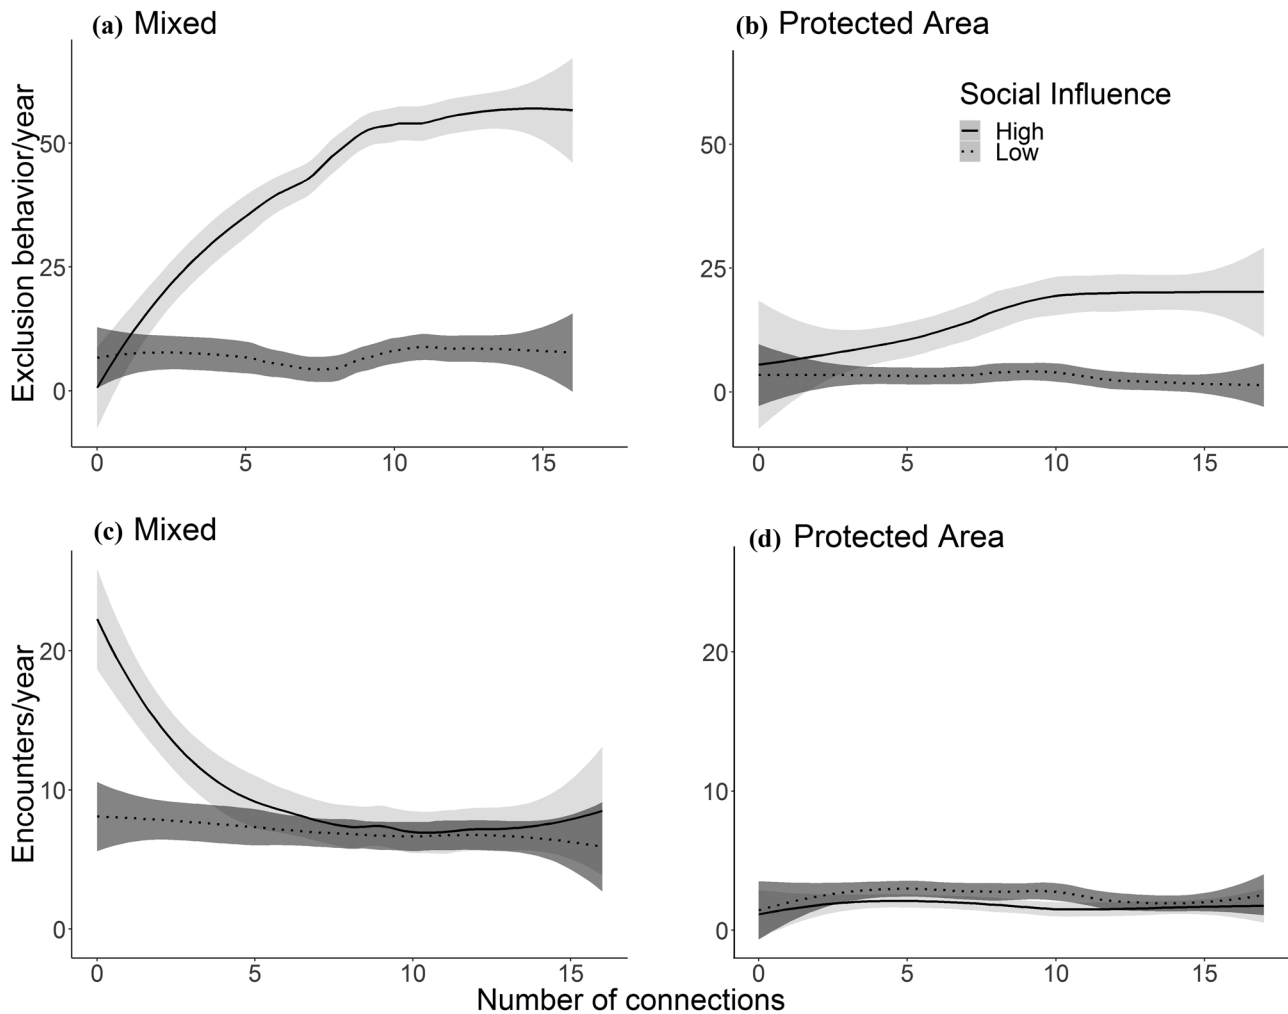 (a) Mixed
(b) Protected Area
Exclusion behavior/year
50
25
0
0 5 10 15
50
25
0
0 5 10 15
Social Influence
High
Low
(c) Mixed
(d) Protected Area
Encounters/year
20
10
0
0 5 10 15
20
10
0
0 5 10 15
Number of connections